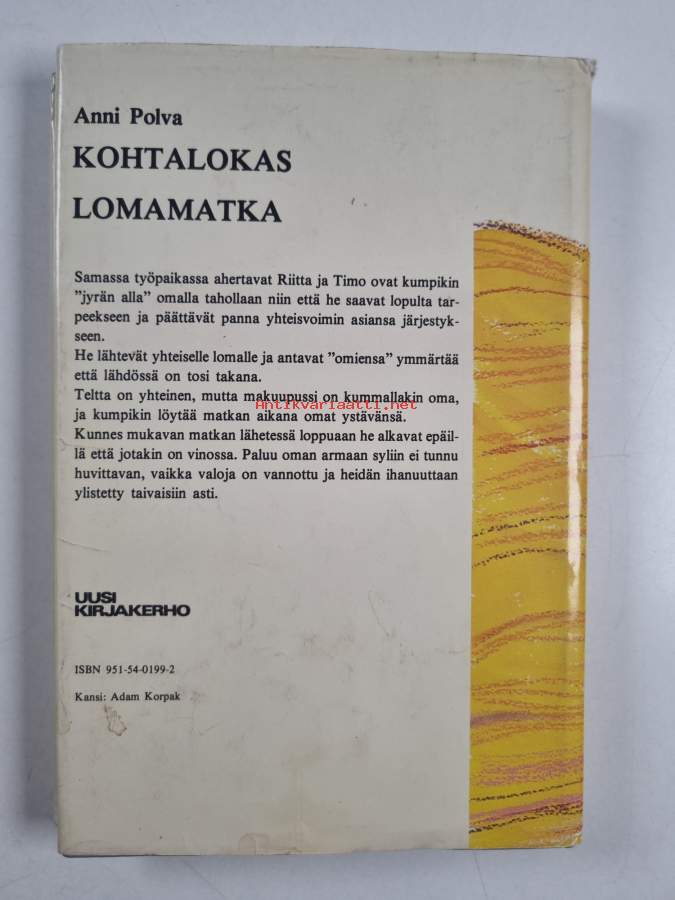 Anni Polva
KOHTALOKAS
LOMAMATKA
Samassa työpaikassa ahertavat Riitta ja Timo ovat kumpikin
"jyrän alla" omalla tahollaan niin että he saavat lopulta tar-
peekseen ja päättävät panna yhteisvoimin asiansa järjestyk-
seen.
He lähtevät yhteiselle lomalle ja antavat "omiensa" ymmärtää
että lähdössä on tosi takana.
Teltta on yhteinen, mutta makuupussi on kummallakin oma,
Antikvariaatti.net
ja kumpikin löytää matkan aikana omat ystävänsä.
Kunnes mukavan matkan lähetessä loppuaan he alkavat epäil-
lä että jotakin on vinossa. Paluu oman armaan syliin ei tunnu
huvittavan, vaikka valoja on vannottu ja heidän ihanuuttaan
ylistetty taivaisiin asti.
UUSI
KIRJAKERHO
ISBN 951-54-0199-2
Kansi: Adam Korpak